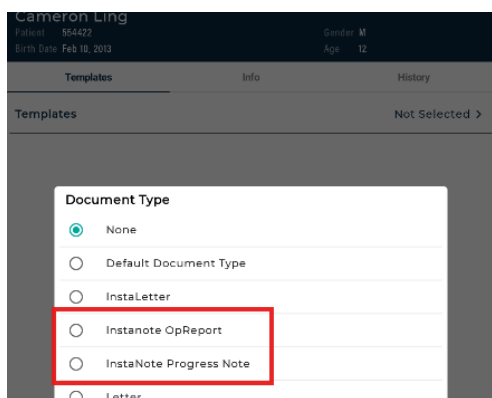 Cameron Ling
Patient 554422 Gender M
Birth Date Feb 10, 2013 Age 12
Templates Info History
Templates Not Selected >
Document Type
None
Default Document Type
InstaLetter
Instanote OpReport
InstaNote Progress Note
Letter